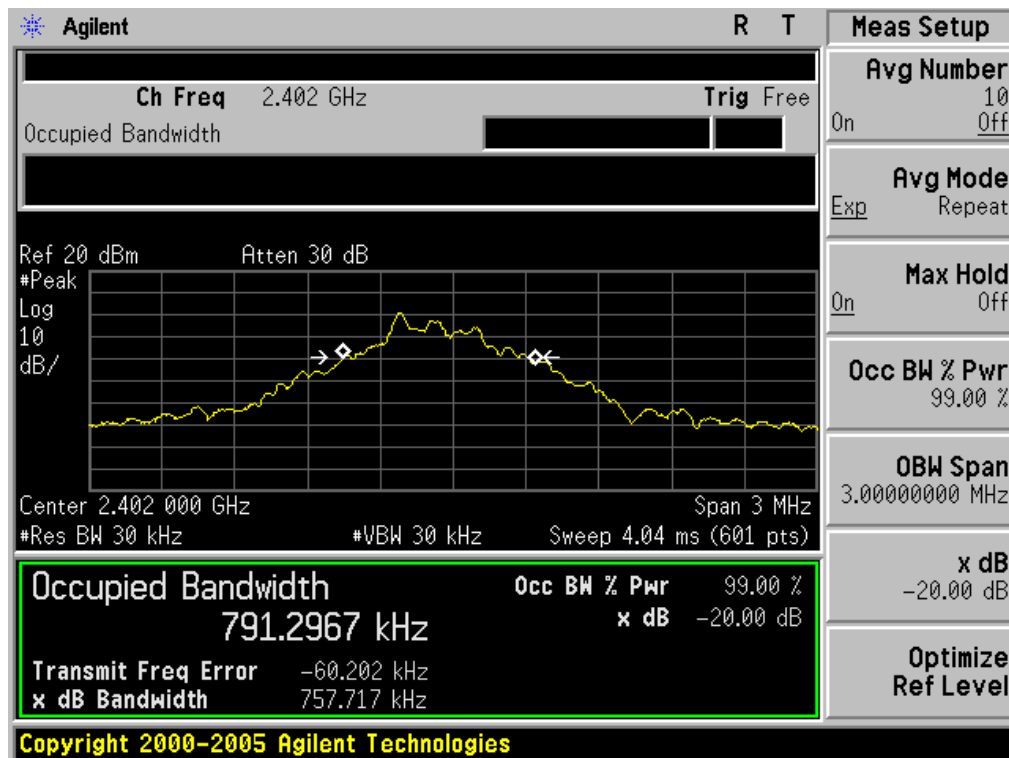 Agilent R T
Ch Freq 2.402 GHz Trig Free
Occupied Bandwidth
Ref 20 dBm Atten 30 dB
#Peak
Log
10
dB/
Center 2.402 000 GHz Span 3 MHz
#Res BW 30 kHz #VBW 30 kHz Sweep 4.04 ms (601 pts)
Occupied Bandwidth
791.2967 kHz
Occ BW % Pwr 99.00 %
x dB -20.00 dB
Transmit Freq Error -60.202 kHz
x dB Bandwidth 757.717 kHz
Copyright 2000-2005 Agilent Technologies
Meas Setup
Avg Number
10
On Off
Avg Mode
Exp Repeat
Max Hold
On Off
Occ BW % Pwr
99.00 %
OBW Span
3.00000000 MHz
x dB
-20.00 dB
Optimize
Ref Level